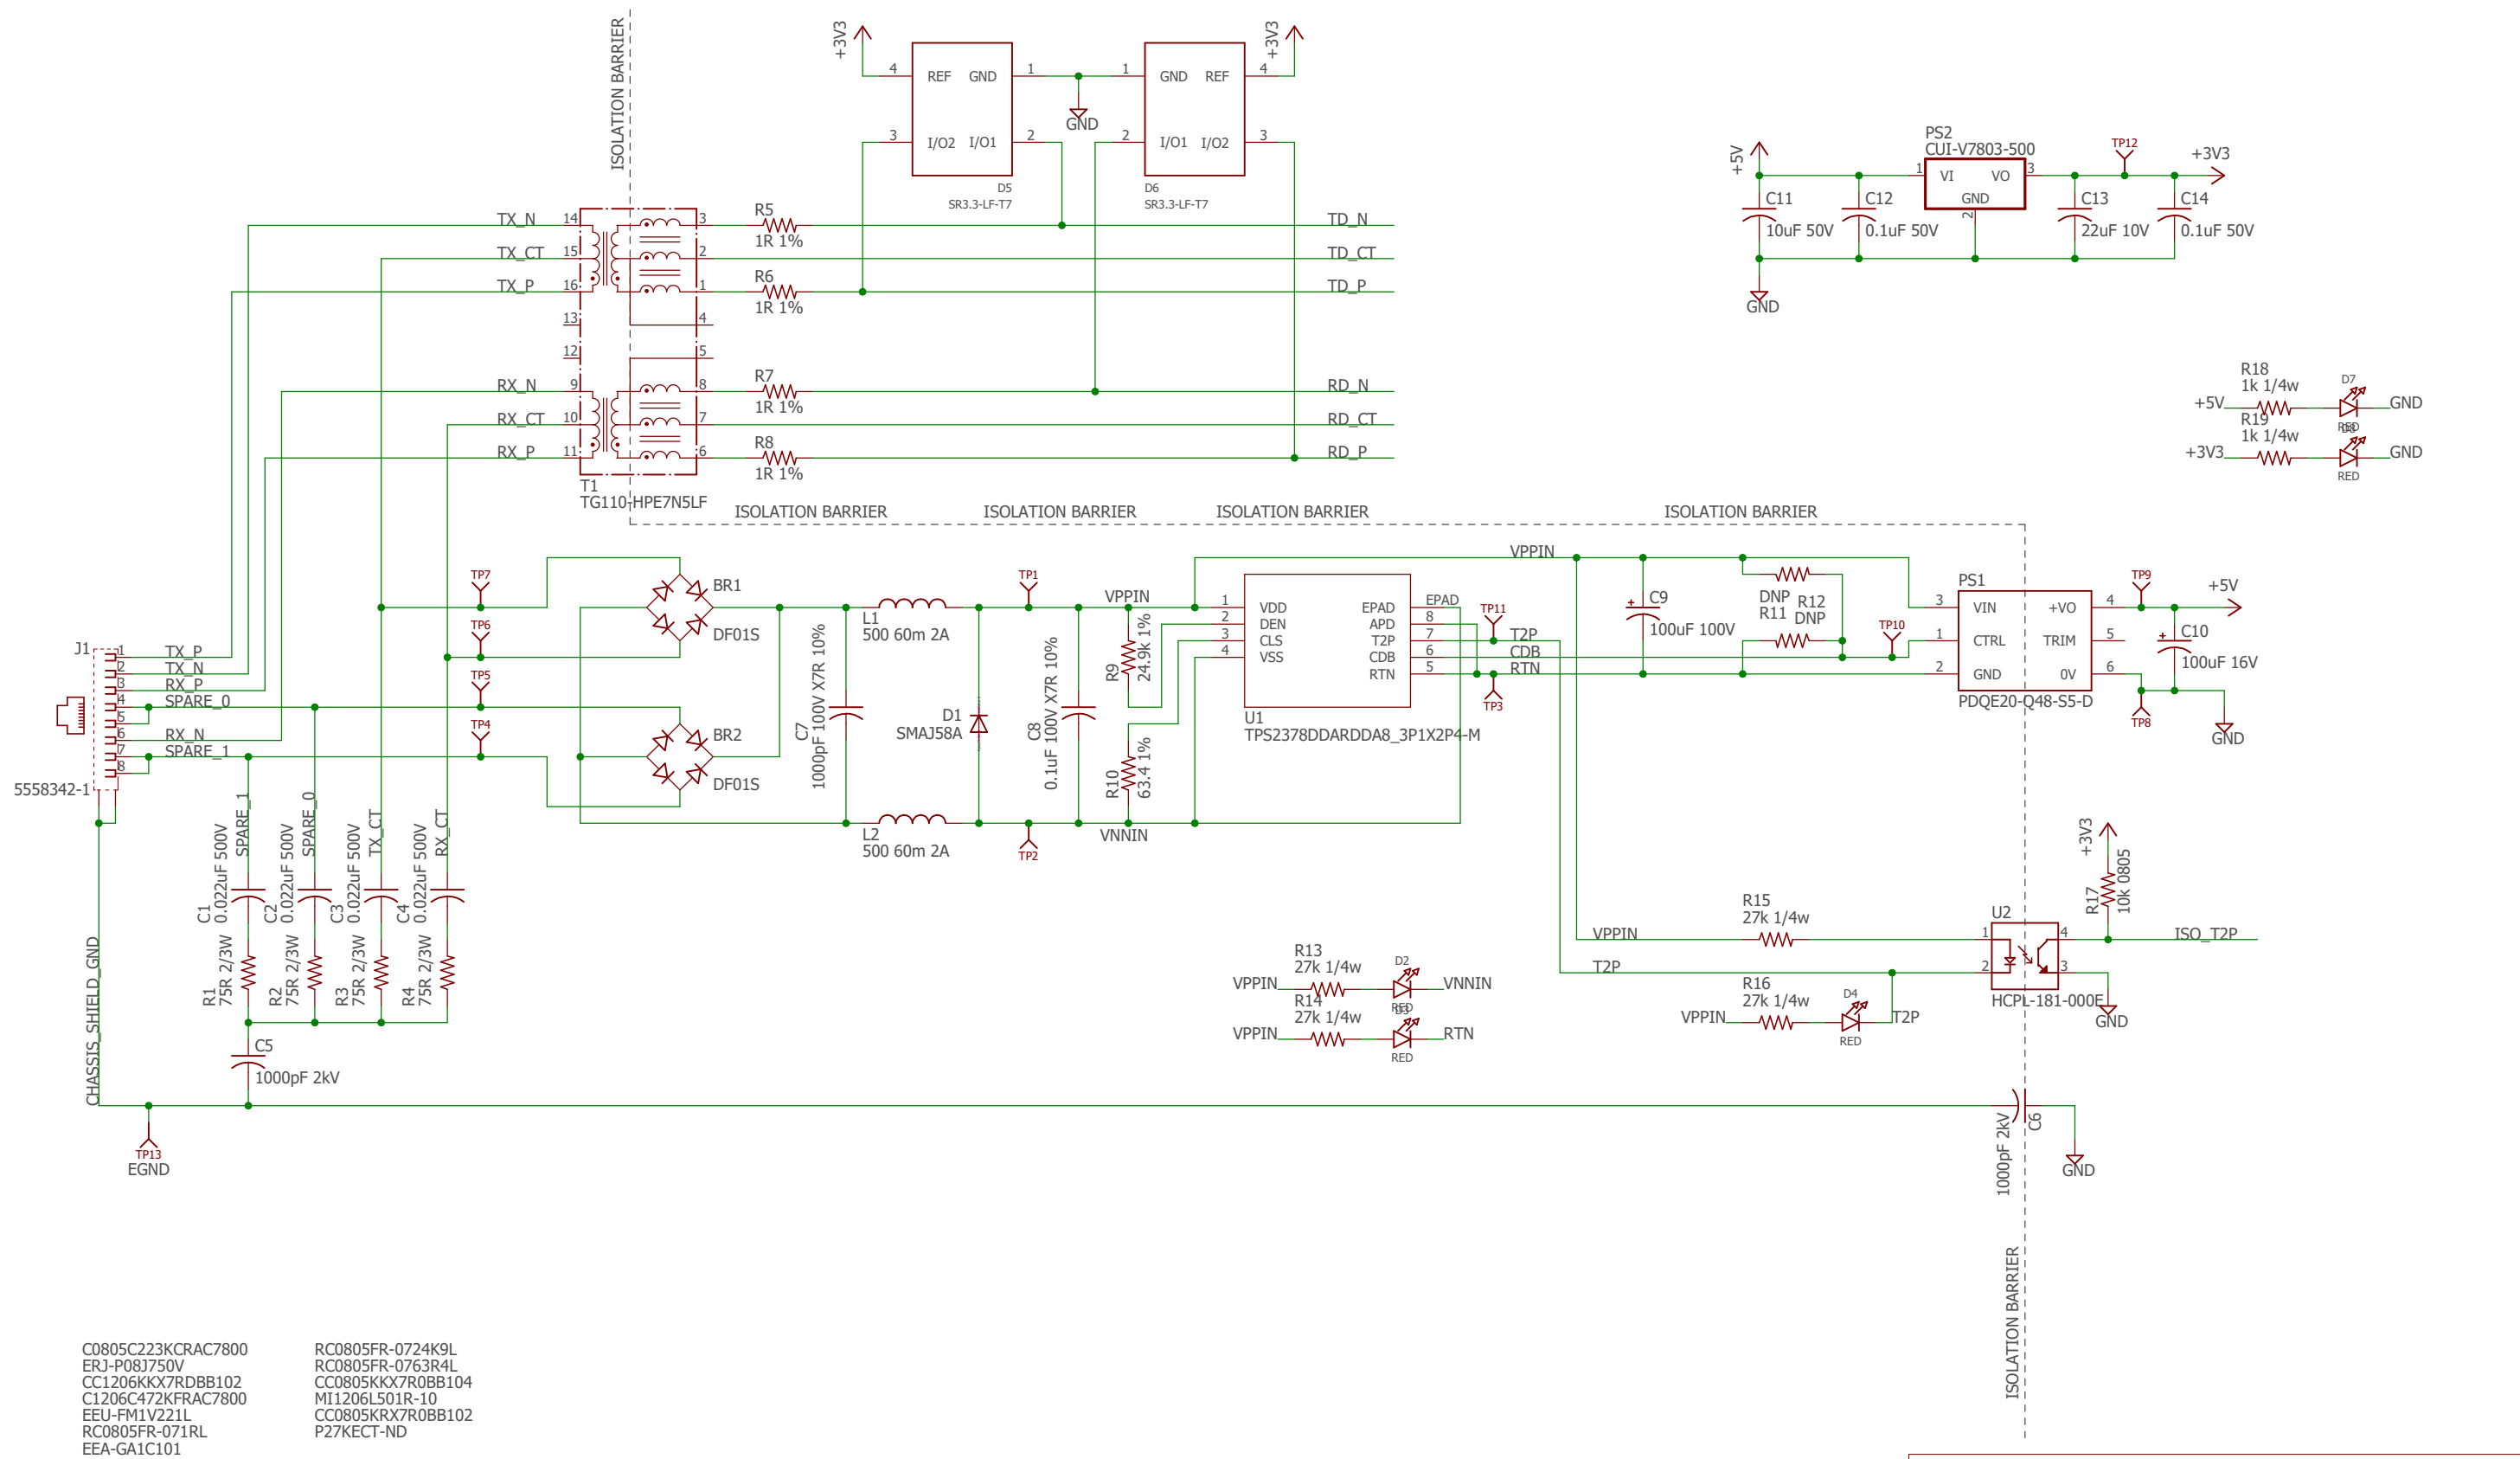 ISOLATION BARRIER
+3V3
4 REF GND 1
3 I/O2 I/O1 2
D5
SR3.3-LF-T7
GND
+3V3
1 GND REF 4
2 I/O1 I/O2 3
D6
SR3.3-LF-T7
TX_N 14
TX_CT 15
TX_P 16
13
12
RX_N 9
RX_CT 10
RX_P 11
3
2
1
4
5
8
7
6
T1
TG110-HPE7N5LF
R5
1R 1%
R6
1R 1%
R7
1R 1%
R8
1R 1%
TD_N
TD_CT
TD_P
RD_N
RD_CT
RD_P
+5V
C11
10uF 50V
C12
0.1uF 50V
PS2
CUI-V7803-500
1 VI VO 3
GND
2
TP12
+3V3
C13
22uF 10V
C14
0.1uF 50V
GND
R18
1k 1/4w
D7
+5V
GND
RED
R19
1k 1/4w
D8
+3V3
GND
RED
ISOLATION BARRIER
ISOLATION BARRIER
ISOLATION BARRIER
ISOLATION BARRIER
J1
1 TX_P
2 TX_N
3 RX_P
4 SPARE_0
5
6 RX_N
7 SPARE_1
8
5558342-1
TP7
TP6
TP5
TP4
BR1
DF01S
BR2
DF01S
C7
1000pF 100V X7R 10%
L1
500 60m 2A
L2
500 60m 2A
D1
SMAJ58A
TP1
TP2
C8
0.1uF 100V X7R 10%
VPPIN
VNNIN
R9
24.9k 1%
R10
63.4 1%
1 VDD EPAD EPAD
2 DEN APD 8
3 CLS T2P 7
4 VSS CDB 6
RTN 5
U1
TPS2378DDARDDA8_3P1X2P4-M
TP11
T2P
CDB
RTN
TP3
VPPIN
C9
100uF 100V
DNP
R11
R12
DNP
TP10
PS1
3 VIN +VO 4
1 CTRL TRIM 5
2 GND 0V 6
PDQE20-Q48-S5-D
TP9
+5V
C10
100uF 16V
TP8
GND
SPARE_1
SPARE_0
TX_CT
RX_CT
C1
0.022uF 500V
C2
0.022uF 500V
C3
0.022uF 500V
C4
0.022uF 500V
R1
75R 2/3W
R2
75R 2/3W
R3
75R 2/3W
R4
75R 2/3W
CHASSIS_SHIELD_GND
C5
1000pF 2kV
TP13
EGND
R13
27k 1/4w
D2
VPPIN
VNNIN
RED
R14
27k 1/4w
D3
VPPIN
RTN
RED
VPPIN
R15
27k 1/4w
T2P
R16
27k 1/4w
D4
VPPIN
T2P
RED
U2
1
2
4
3
HCPL-181-000E
+3V3
R17
10k 0805
ISO_T2P
GND
1000pF 2kV
C6
GND
ISOLATION BARRIER
C0805C223KCRAC7800
ERJ-P08J750V
CC1206KKX7RDBB102
C1206C472KFRAC7800
EEU-FM1V221L
RC0805FR-071RL
EEA-GA1C101
RC0805FR-0724K9L
RC0805FR-0763R4L
CC0805KKX7R0BB104
MI1206L501R-10
CC0805KRX7R0BB102
P27KECT-ND